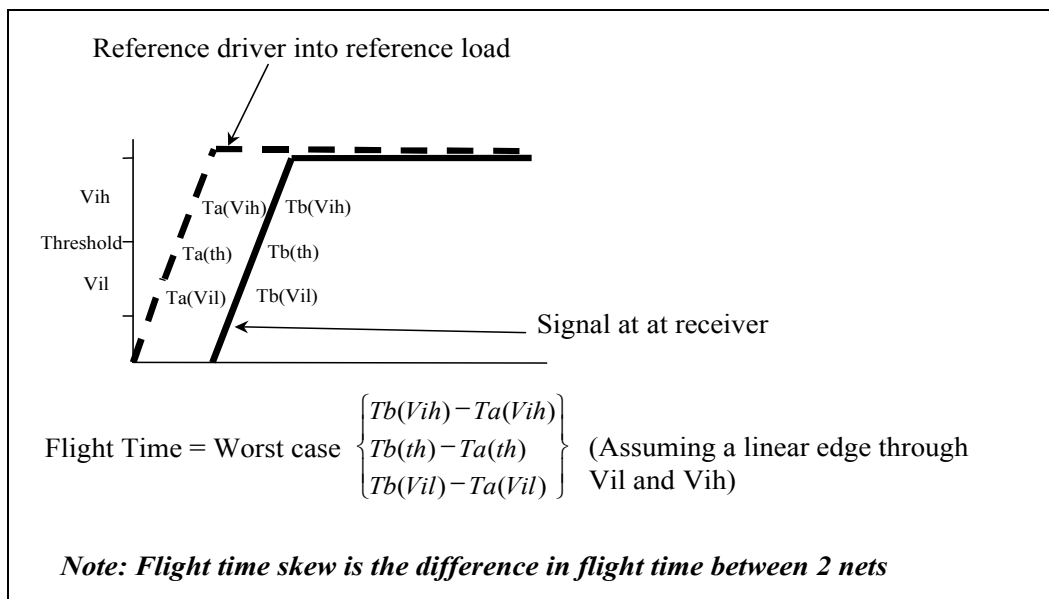 Reference driver into reference load
Vih
Ta(Vih)
Tb(Vih)
Threshold
Ta(th)
Tb(th)
Vil
Ta(Vil)
Tb(Vil)
Signal at at receiver
Flight Time = Worst case
Tb(Vih) − Ta(Vih)
Tb(th) − Ta(th)
Tb(Vil) − Ta(Vil)
(Assuming a linear edge through
Vil and Vih)
Note: Flight time skew is the difference in flight time between 2 nets